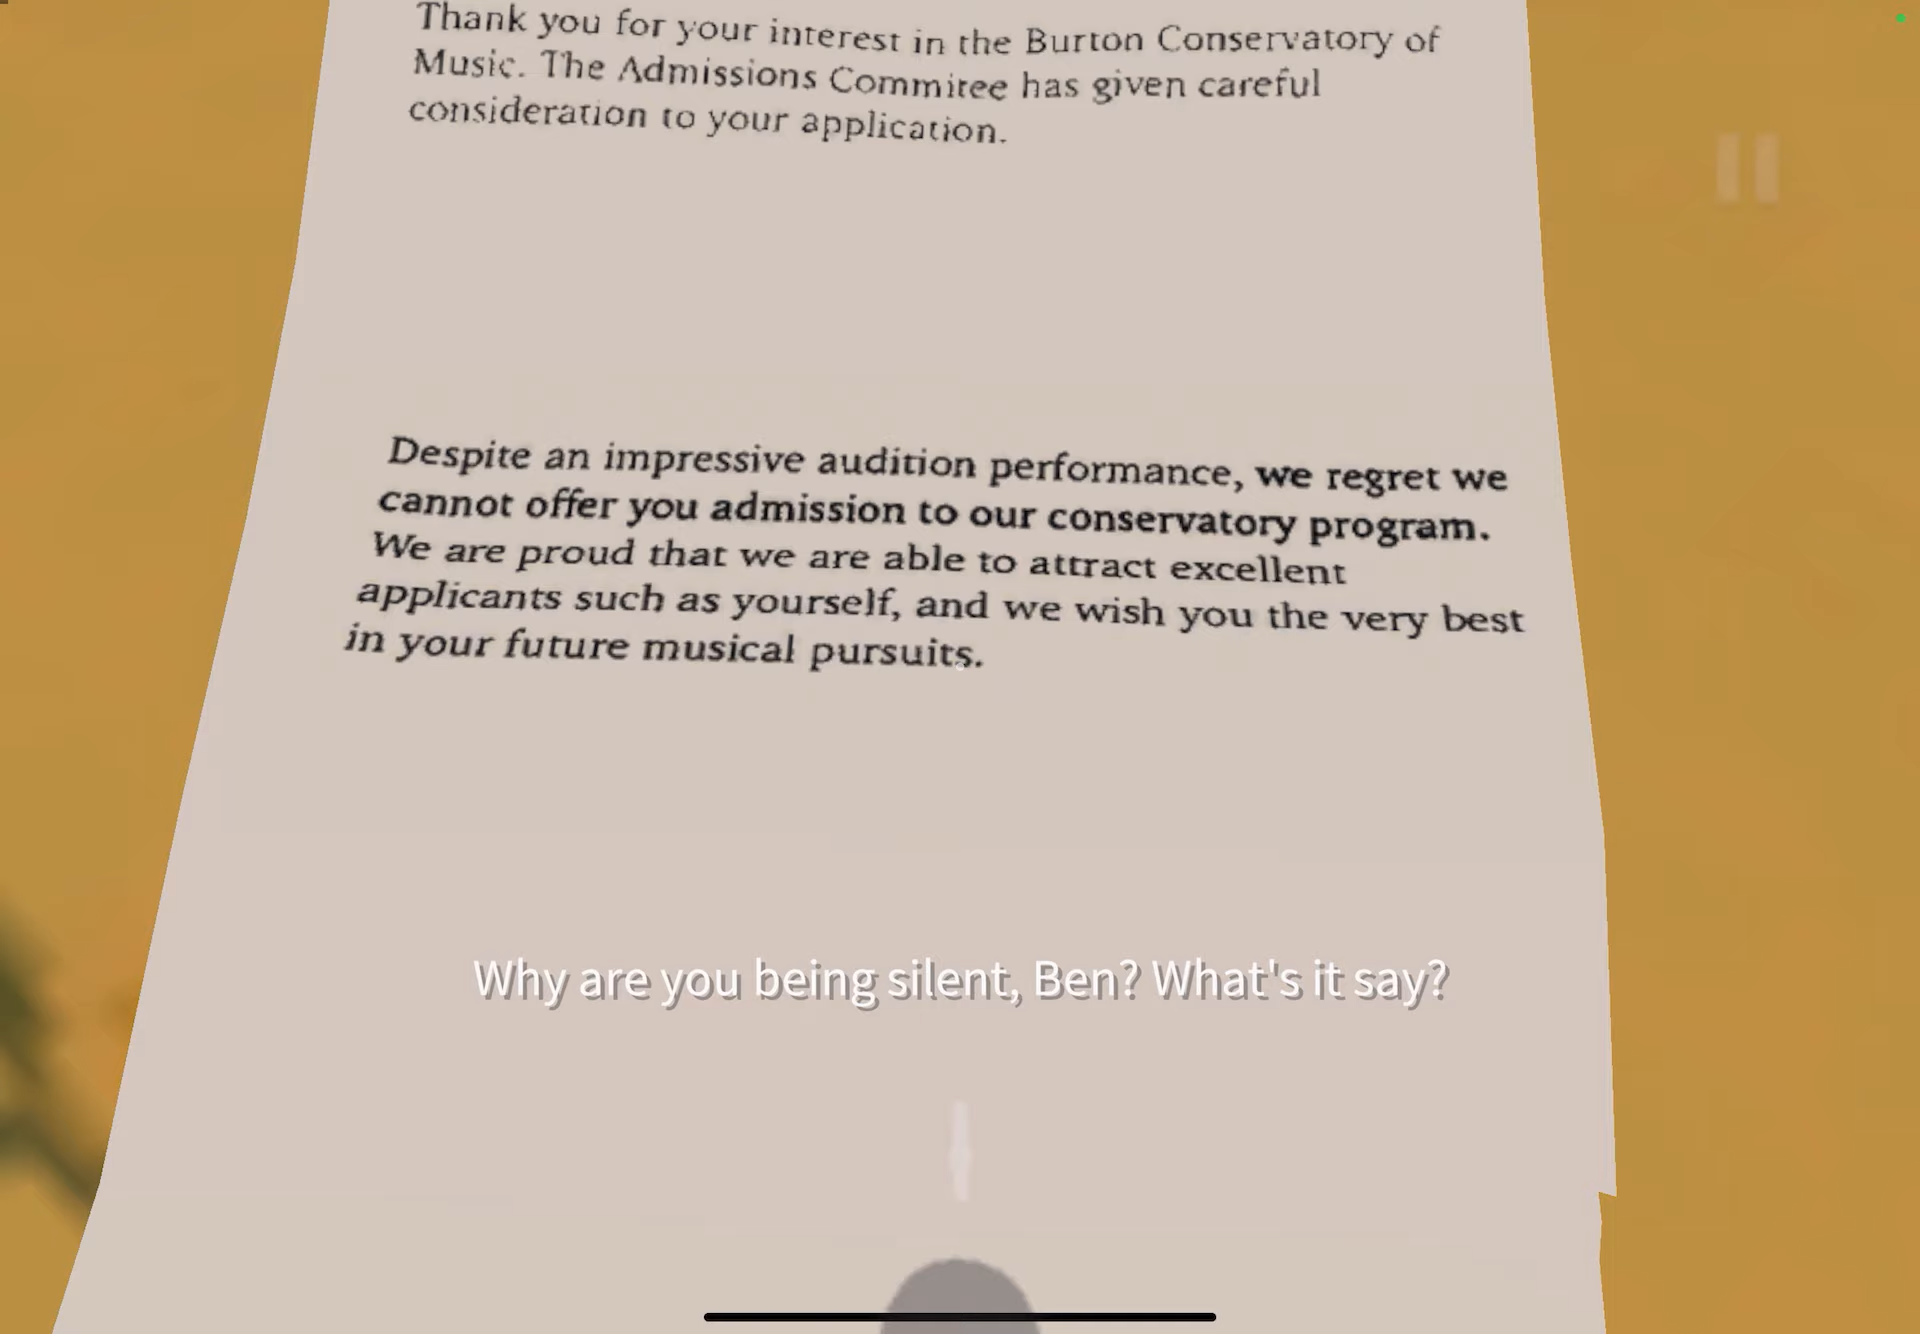 Thank you for your interest in the Burton Conservatory of
Music. The Admissions Commitee has given careful
consideration to your application.
Despite an impressive audition performance, we regret we
cannot offer you admission to our conservatory program.
We are proud that we are able to attract excellent
applicants such as yourself, and we wish you the very best
in your future musical pursuits.
Why are you being silent, Ben? What's it say?